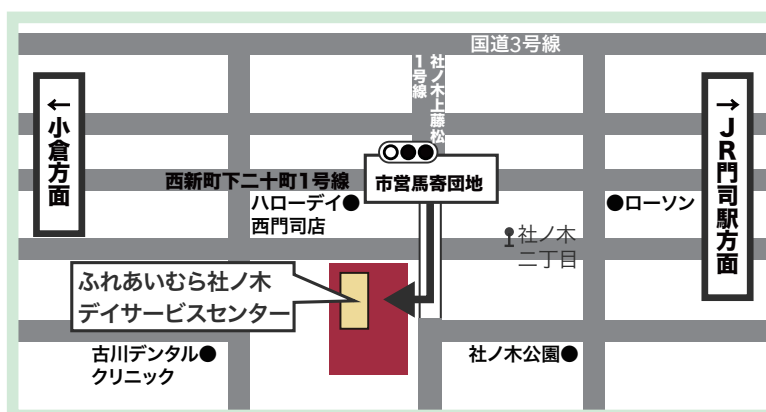 国道3号線
社ノ木上藤松
1号線
←小倉方面
→JR門司駅方面
西新町下二十町1号線
市営馬寄団地
ハローデイ
西門司店
ローソン
社ノ木
二丁目
ふれあいむら社ノ木
デイサービスセンター
古川デンタル
クリニック
社ノ木公園